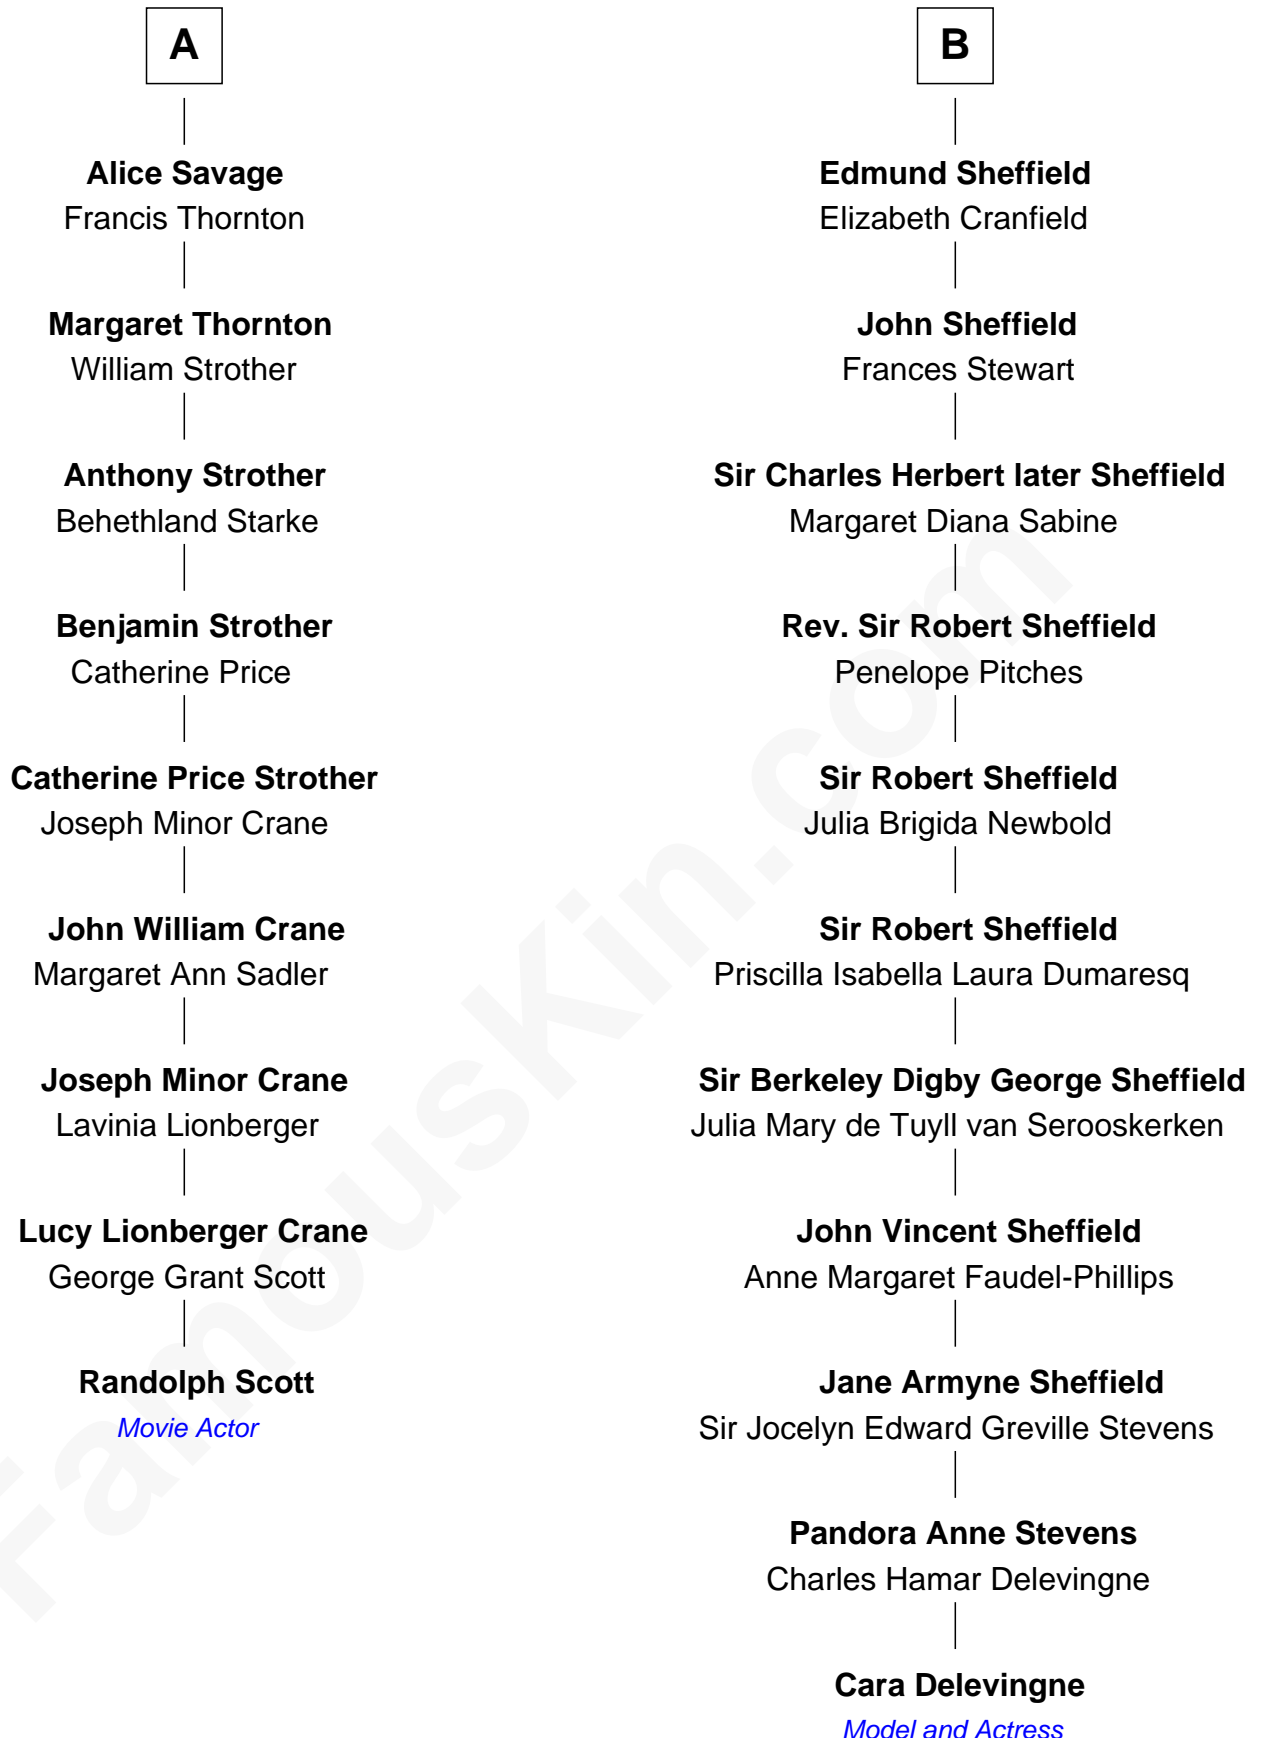 A
Alice Savage
Francis Thornton
Margaret Thornton
William Strother
Anthony Strother
Behethland Starke
Benjamin Strother
Catherine Price
Catherine Price Strother
Joseph Minor Crane
John William Crane
Margaret Ann Sadler
Joseph Minor Crane
Lavinia Lionberger
Lucy Lionberger Crane
George Grant Scott
Randolph Scott
Movie Actor
B
Edmund Sheffield
Elizabeth Cranfield
John Sheffield
Frances Stewart
Sir Charles Herbert later Sheffield
Margaret Diana Sabine
Rev. Sir Robert Sheffield
Penelope Pitches
Sir Robert Sheffield
Julia Brigida Newbold
Sir Robert Sheffield
Priscilla Isabella Laura Dumaresq
Sir Berkeley Digby George Sheffield
Julia Mary de Tuyll van Serooskerken
John Vincent Sheffield
Anne Margaret Faudel-Phillips
Jane Armyne Sheffield
Sir Jocelyn Edward Greville Stevens
Pandora Anne Stevens
Charles Hamar Delevingne
Cara Delevingne
Model and Actress
FamousKin.com